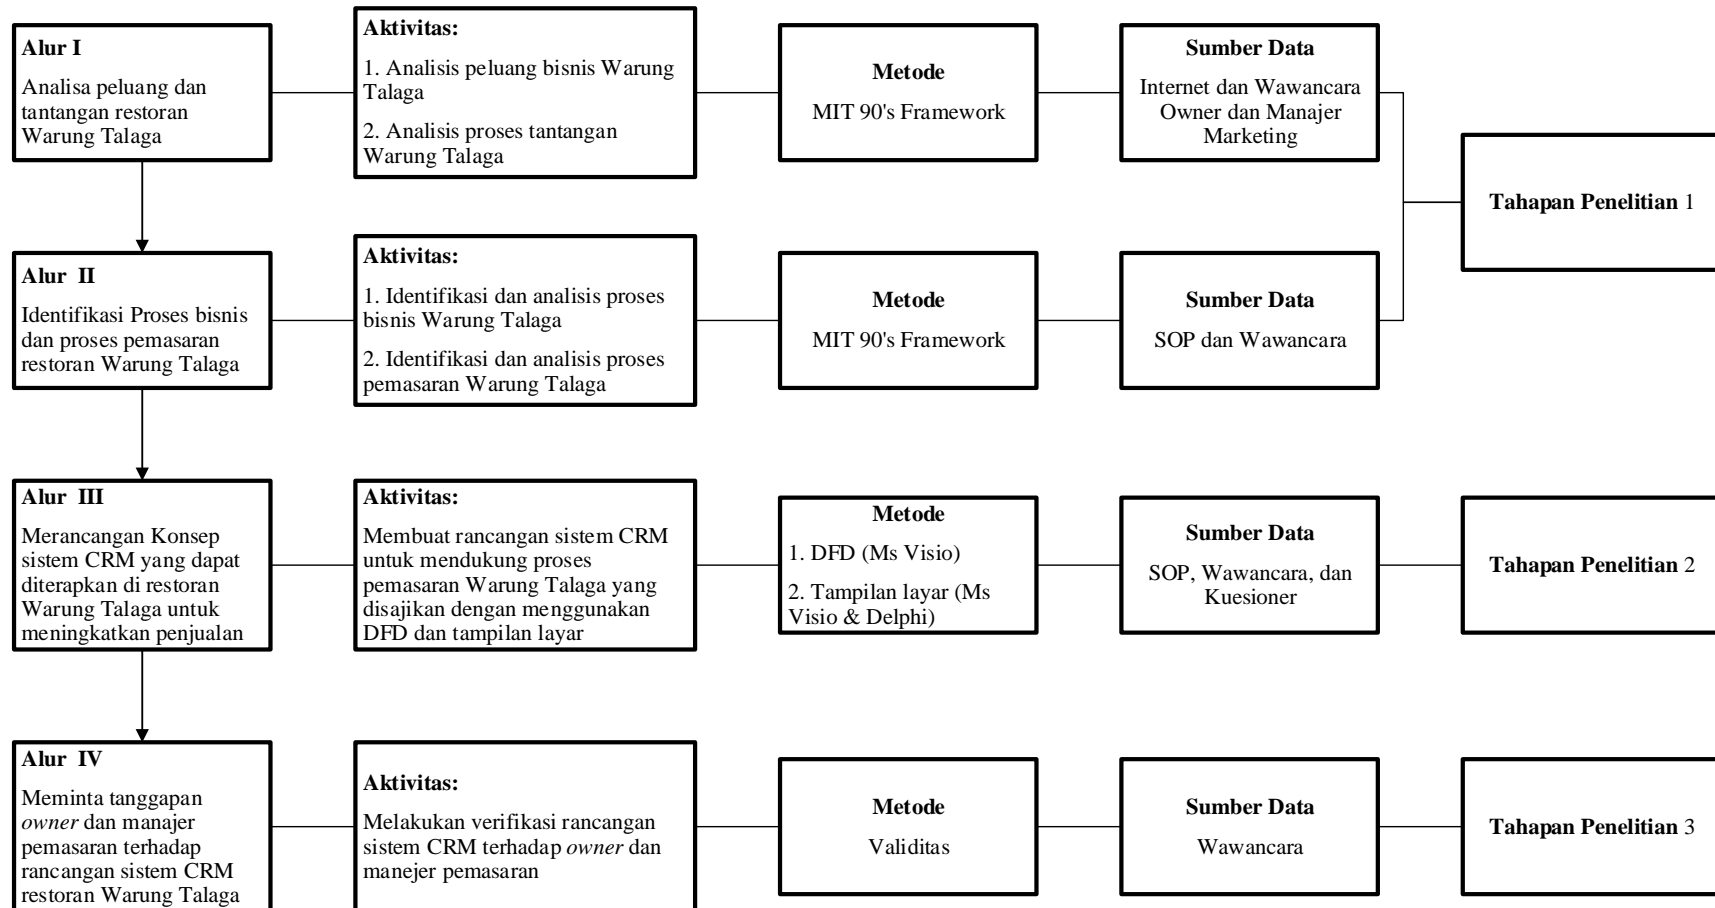 Alur I
Analisa peluang dan
tantangan restoran
Warung Talaga
Aktivitas:
1. Analisis peluang bisnis Warung
Talaga
2. Analisis proses tantangan
Warung Talaga
Metode
MIT 90's Framework
Sumber Data
Internet dan Wawancara
Owner dan Manajer
Marketing
Tahapan Penelitian 1
Alur II
Identifikasi Proses bisnis
dan proses pemasaran
restoran Warung Talaga
Aktivitas:
1. Identifikasi dan analisis proses
bisnis Warung Talaga
2. Identifikasi dan analisis proses
pemasaran Warung Talaga
Metode
MIT 90's Framework
Sumber Data
SOP dan Wawancara
Alur III
Merancangan Konsep
sistem CRM yang dapat
diterapkan di restoran
Warung Talaga untuk
meningkatkan penjualan
Aktivitas:
Membuat rancangan sistem CRM
untuk mendukung proses
pemasaran Warung Talaga yang
disajikan dengan menggunakan
DFD dan tampilan layar
Metode
1. DFD (Ms Visio)
2. Tampilan layar (Ms
Visio & Delphi)
Sumber Data
SOP, Wawancara, dan
Kuesioner
Tahapan Penelitian 2
Alur IV
Meminta tanggapan
owner dan manajer
pemasaran terhadap
rancangan sistem CRM
restoran Warung Talaga
Aktivitas:
Melakukan verifikasi rancangan
sistem CRM terhadap owner dan
manejer pemasaran
Metode
Validitas
Sumber Data
Wawancara
Tahapan Penelitian 3